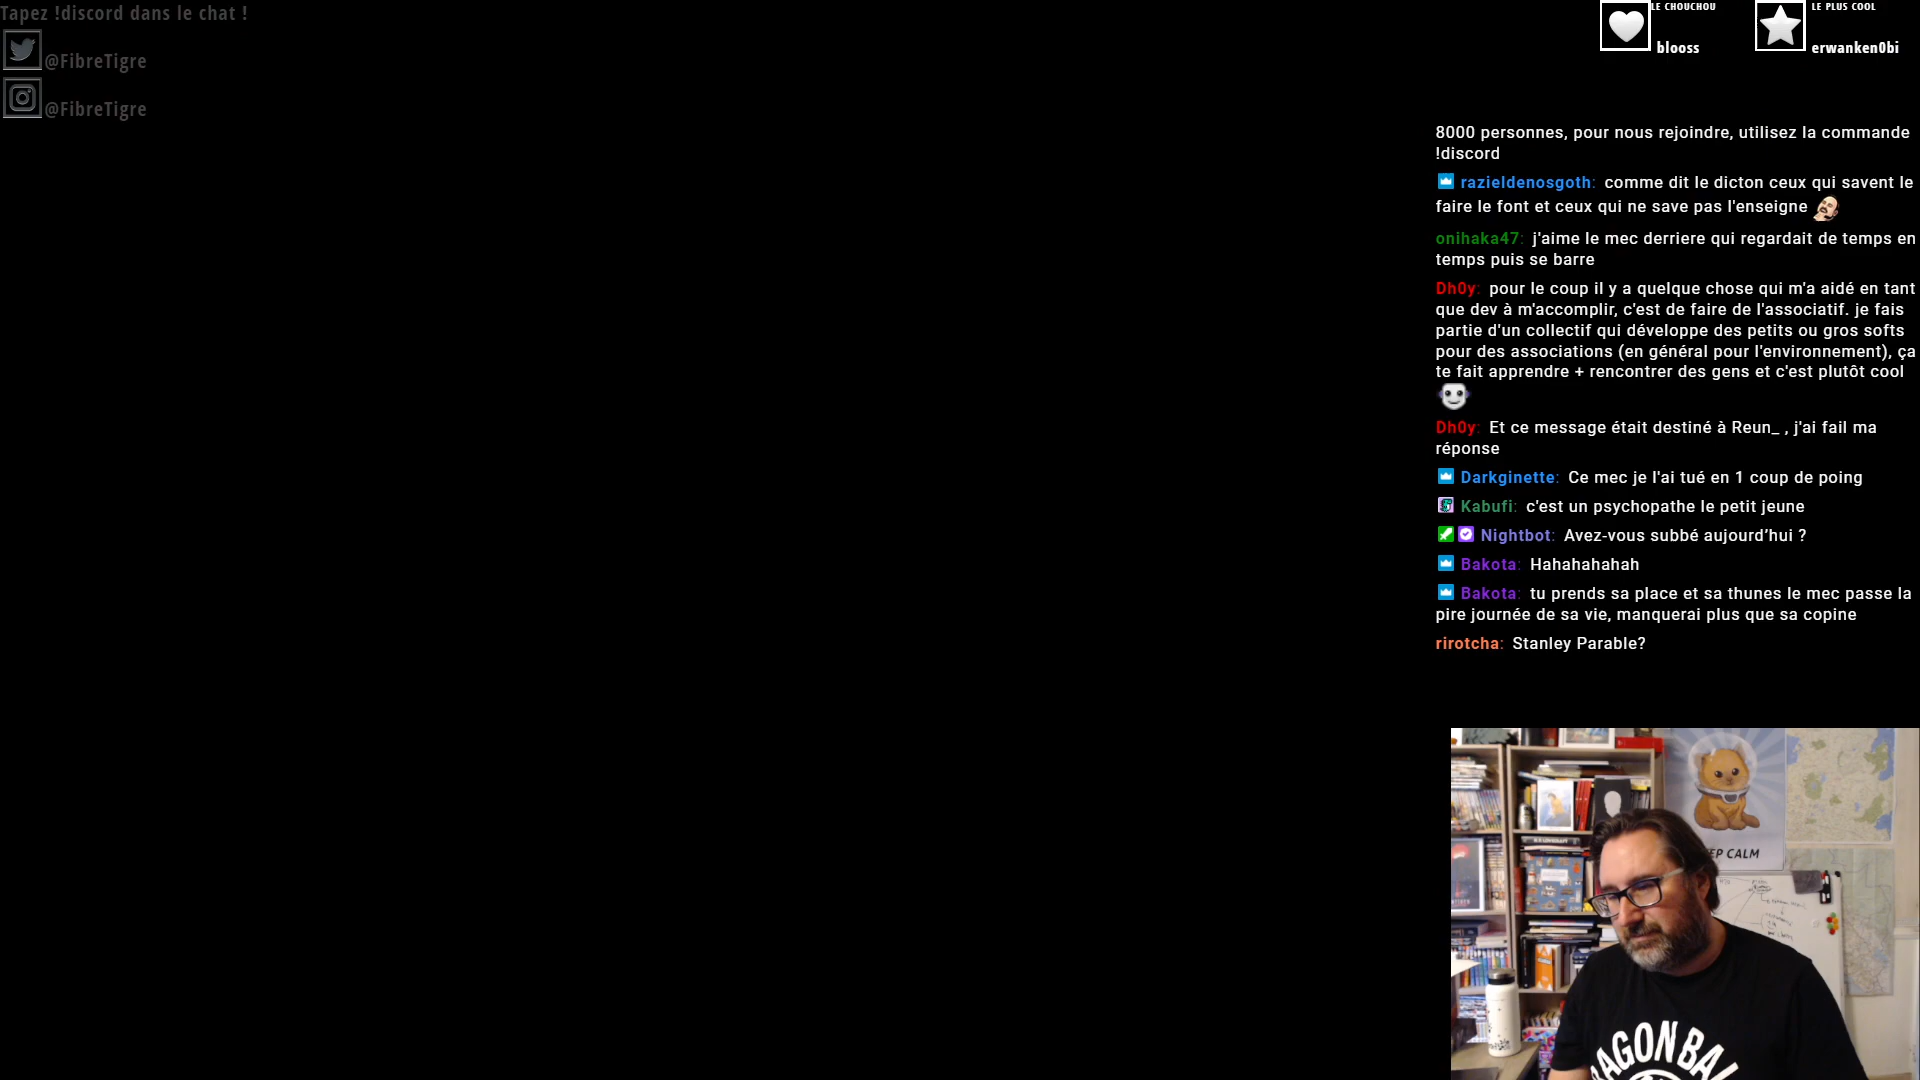 Tapez !discord dans le chat !
@FibreTigre
@FibreTigre
LE CHOUCHOU
blooss
LE PLUS COOL
erwanken0bi
8000 personnes, pour nous rejoindre, utilisez la commande
!discord
razieldenosgoth: comme dit le dicton ceux qui savent le
faire le font et ceux qui ne save pas l'enseigne
onihaka47: j'aime le mec derriere qui regardait de temps en
temps puis se barre
Dh0y: pour le coup il y a quelque chose qui m'a aidé en tant
que dev à m'accomplir, c'est de faire de l'associatif. je fais
partie d'un collectif qui développe des petits ou gros softs
pour des associations (en général pour l'environnement), ça
te fait apprendre + rencontrer des gens et c'est plutôt cool
Dh0y: Et ce message était destiné à Reun_ , j'ai fail ma
réponse
Darkginette: Ce mec je l'ai tué en 1 coup de poing
Kabufi: c'est un psychopathe le petit jeune
Nightbot: Avez-vous subbé aujourd’hui ?
Bakota: Hahahahahah
Bakota: tu prends sa place et sa thunes le mec passe la
pire journée de sa vie, manquerai plus que sa copine
rirotcha: Stanley Parable?
EP CALM
RAGON BAL